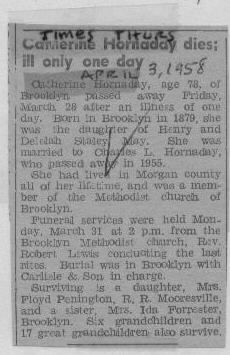 TIMES THURS
Catherine Hornaday dies;
ill only one day
APRIL 3, 1958
Catherine Hornaday, age 78, of
Brooklyn passed away Friday,
March 28 after an illness of one
day. Born in Brooklyn in 1879, she
was the daughter of Henry and
Delelah Staley May. She was
married to Charles L. Hornaday,
who passed away in 1955.
She had lived in Morgan county
all of her lifetime, and was a mem-
ber of the Methodist church of
Brooklyn.
Funeral services were held Mon-
day, March 31 at 2 p.m. from the
Brooklyn Methodist church, Rev.
Robert Lewis conducting the last
rites. Burial was in Brooklyn with
Carlisle & Son in charge.
Surviving is a daughter, Mrs.
Floyd Penington, R. R. Mooresville,
and a sister, Mrs. Ida Forrester,
Brooklyn. Six grandchildren and
17 great grandchildren also survive.